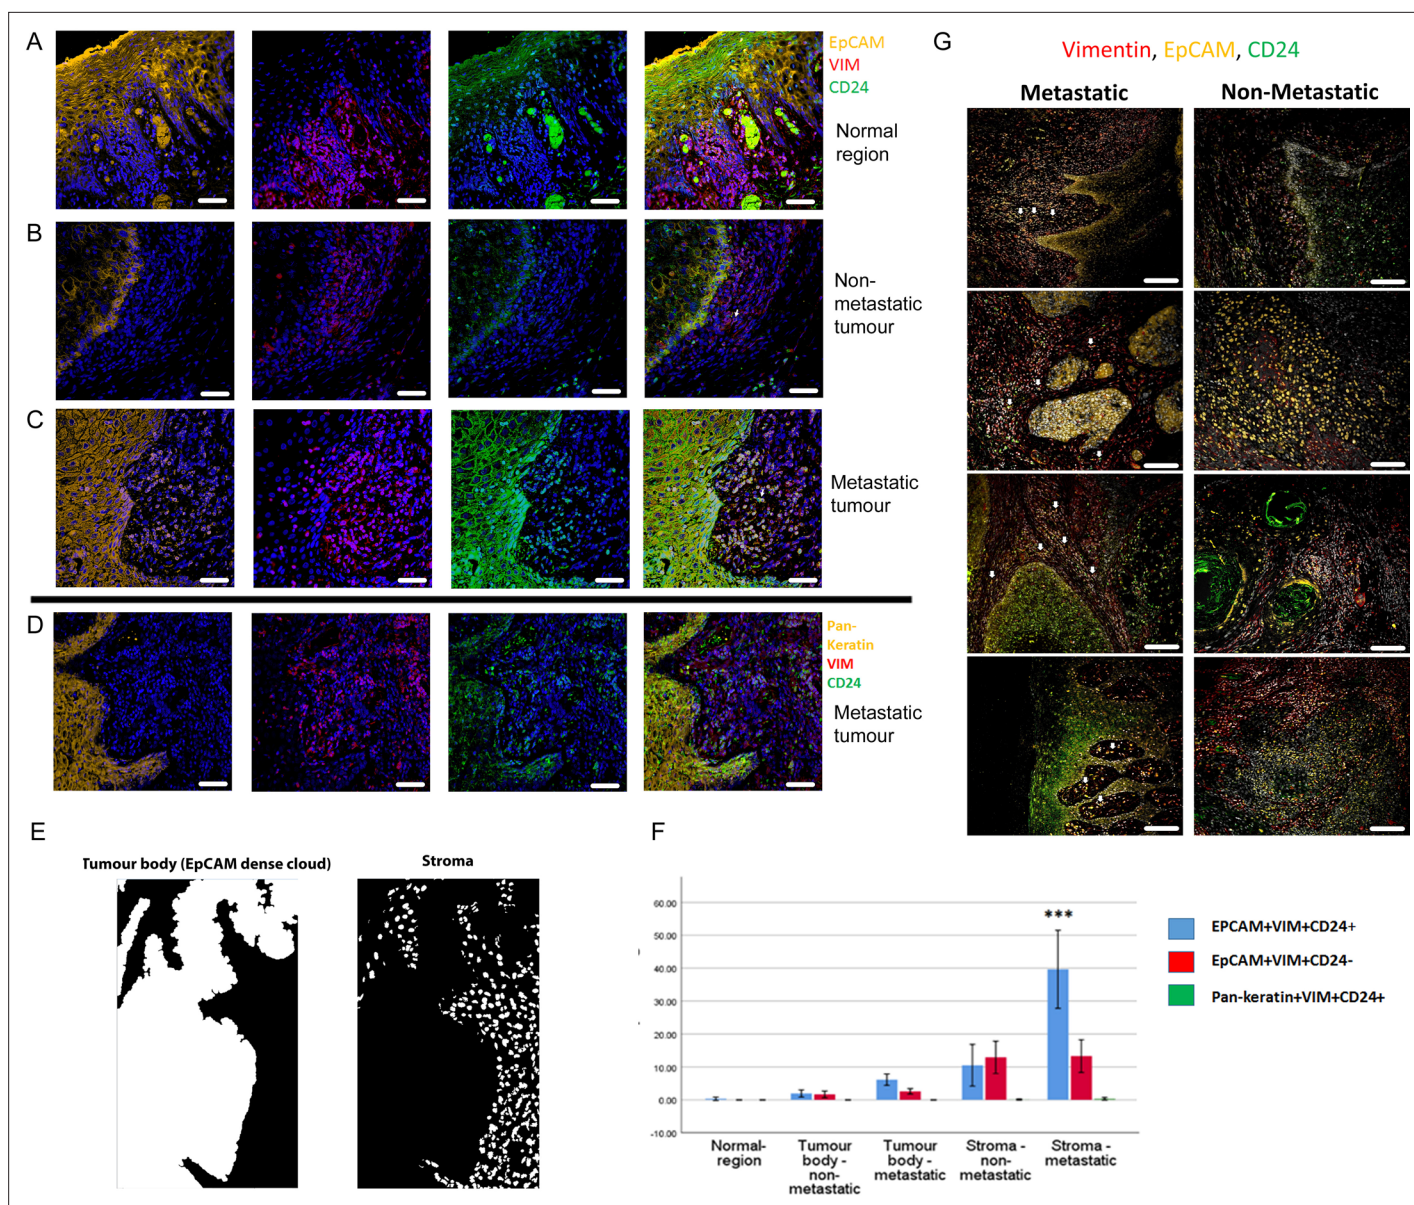 A
EpCAM
VIM
CD24
Normal
region
B
Non-
metastatic
tumour
C
Metastatic
tumour
D
Pan-
Keratin
VIM
CD24
Metastatic
tumour
G
Vimentin, EpCAM, CD24
Metastatic
Non-Metastatic
E
Tumour body (EpCAM dense cloud)
Stroma
F
60.00
50.00
40.00
30.00
20.00
10.00
0.00
-10.00
***
Normal-
region
Tumour
body -
non-
metastatic
Tumour
body -
metastatic
Stroma -
non-
metastatic
Stroma -
metastatic
EPCAM+VIM+CD24+
EpCAM+VIM+CD24-
Pan-keratin+VIM+CD24+